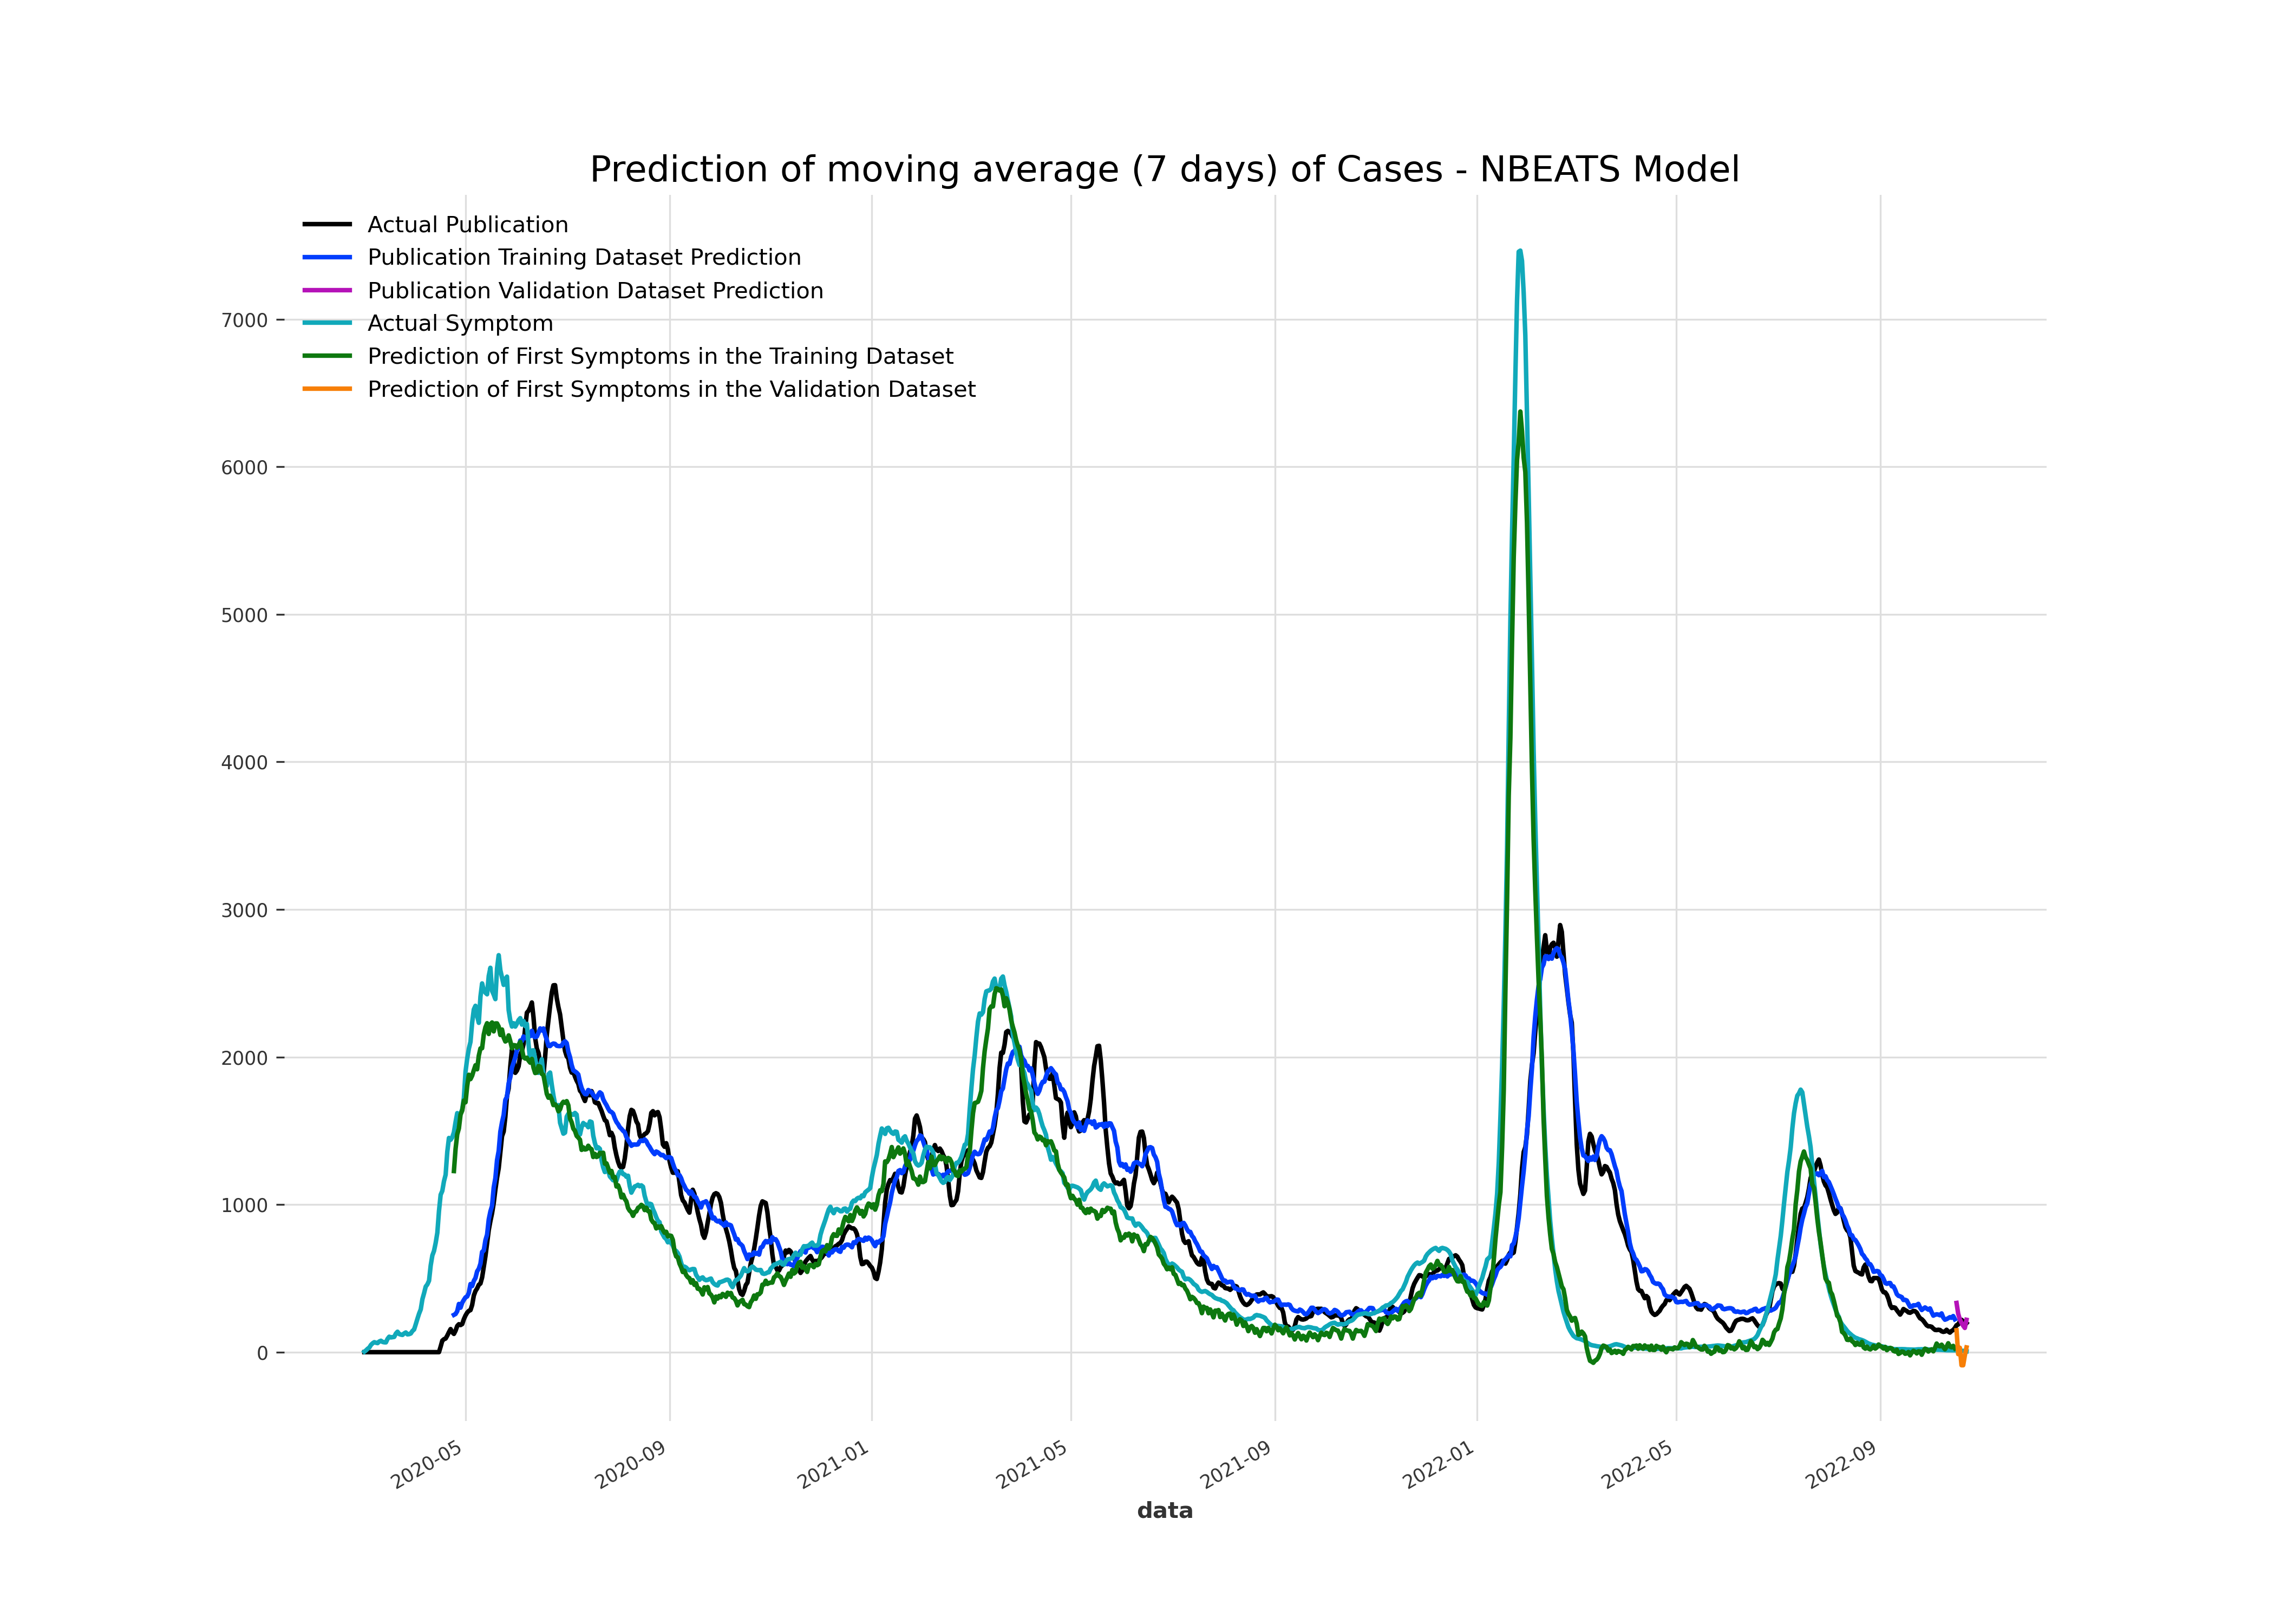 Prediction of moving average (7 days) of Cases - NBEATS Model
Actual Publication
Publication Training Dataset Prediction
Publication Validation Dataset Prediction
Actual Symptom
Prediction of First Symptoms in the Training Dataset
Prediction of First Symptoms in the Validation Dataset
7000
6000
5000
4000
3000
2000
1000
0
2020-05
2020-09
2021-01
2021-05
2021-09
2022-01
2022-05
2022-09
data